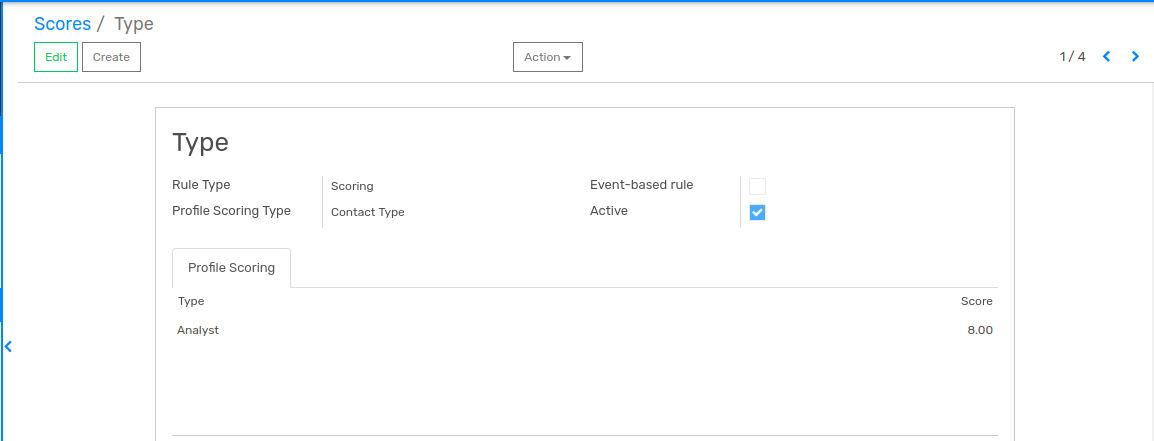 Scores / Type
Edit Create Action 1 / 4
Type
Rule Type Scoring Event-based rule
Profile Scoring Type Contact Type Active
Profile Scoring
Type Score
Analyst 8.00